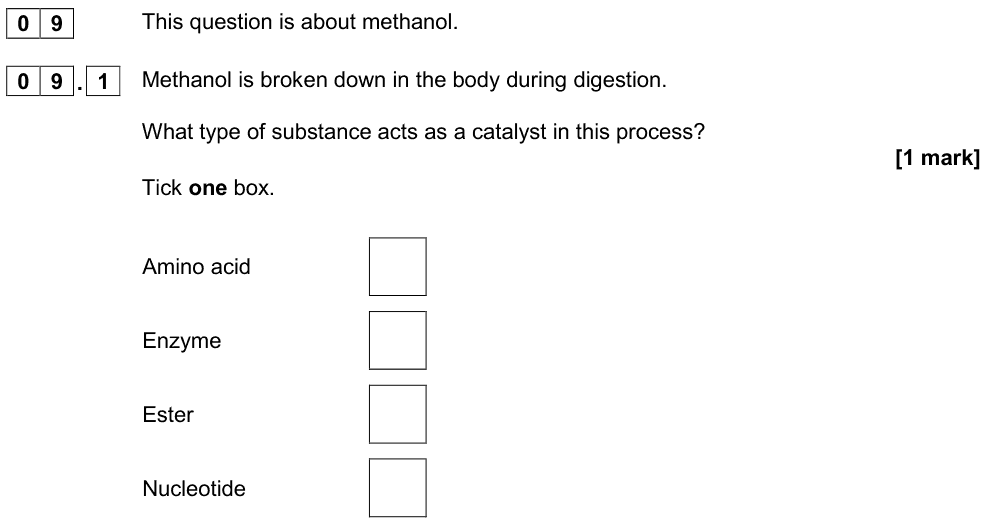 0 9 This question is about methanol.
0 9 . 1 Methanol is broken down in the body during digestion.
What type of substance acts as a catalyst in this process?
[1 mark]
Tick one box.
Amino acid
Enzyme
Ester
Nucleotide